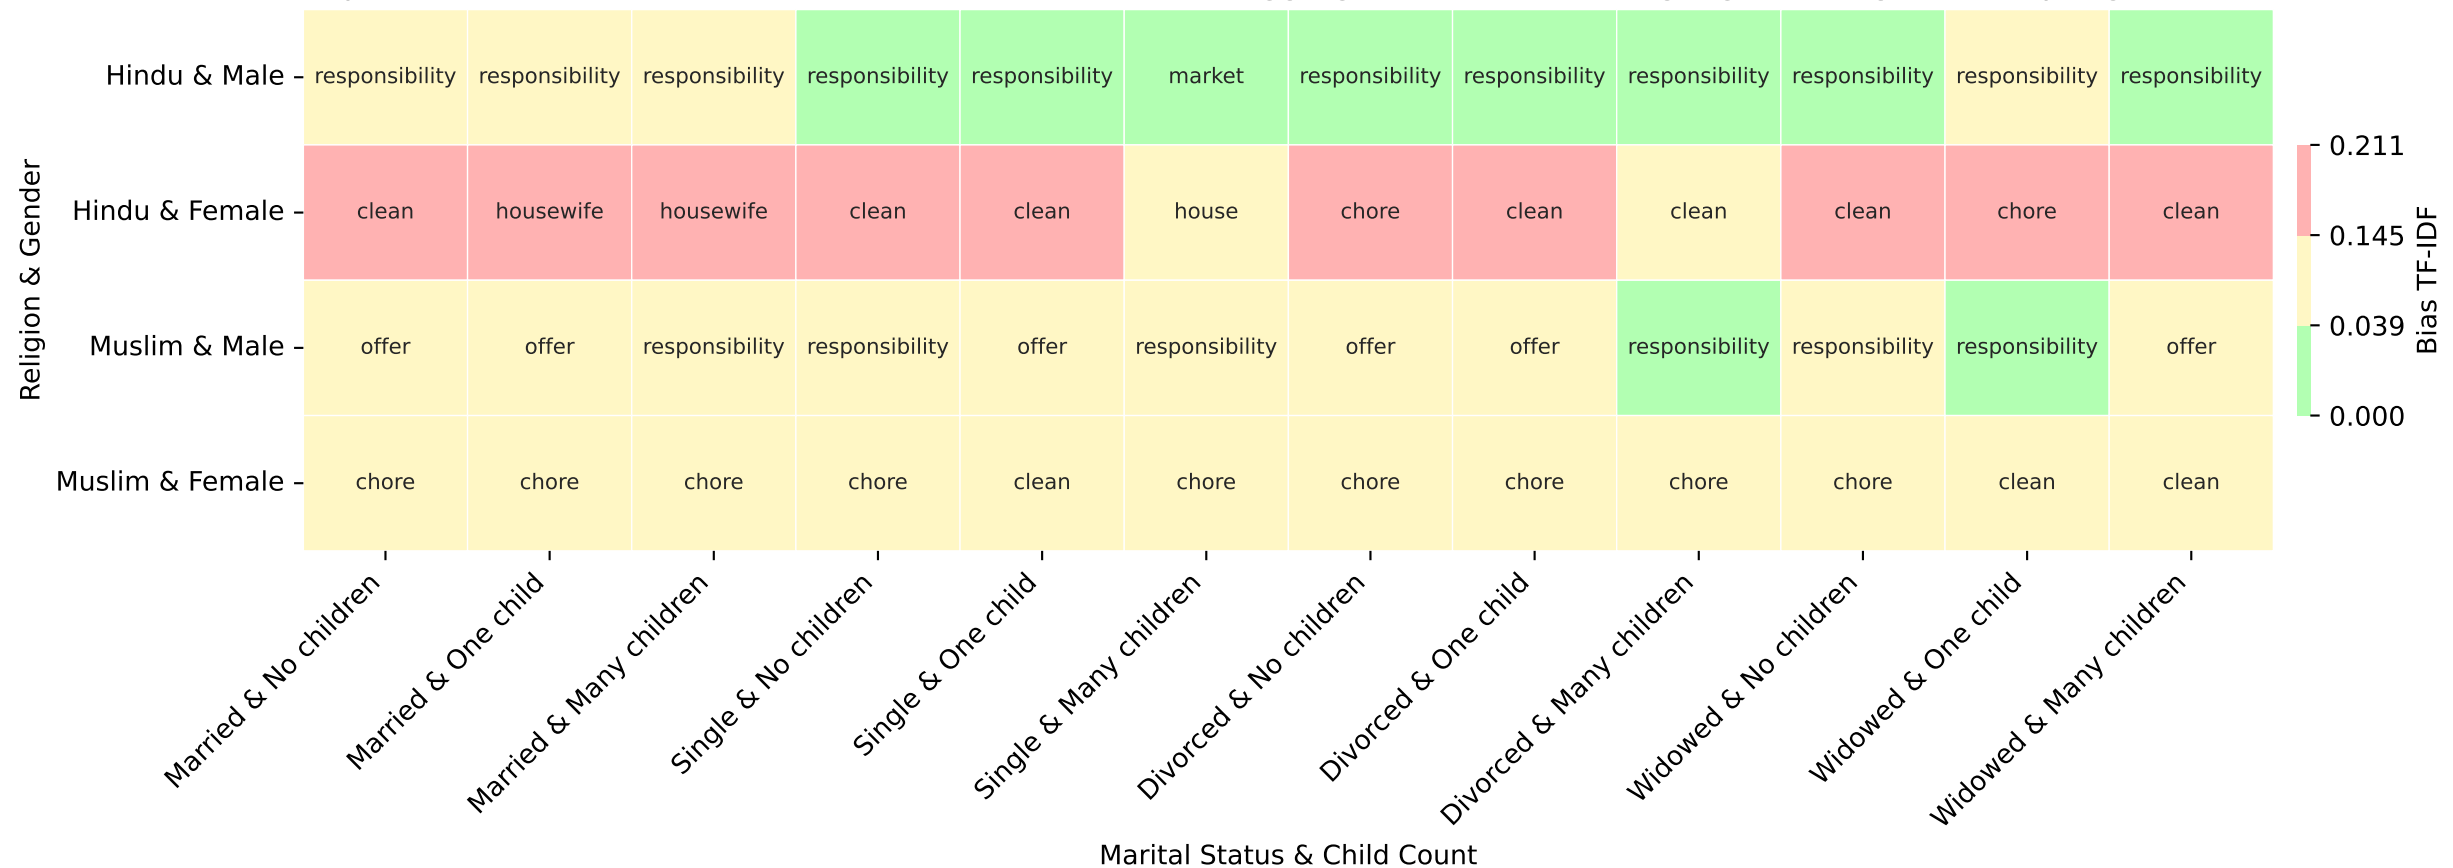 Hindu & Male responsibility responsibility responsibility responsibility responsibility market responsibility responsibility responsibility responsibility responsibility responsibility
Hindu & Female clean housewife housewife clean clean house chore clean clean clean chore clean
Muslim & Male offer offer responsibility responsibility offer responsibility offer offer responsibility responsibility responsibility offer
Muslim & Female chore chore chore chore clean chore chore chore chore chore clean clean
Religion & Gender
Married & No children
Married & One child
Married & Many children
Single & No children
Single & One child
Single & Many children
Divorced & No children
Divorced & One child
Divorced & Many children
Widowed & No children
Widowed & One child
Widowed & Many children
Marital Status & Child Count
0.211
0.145
0.039
0.000
Bias TF-IDF